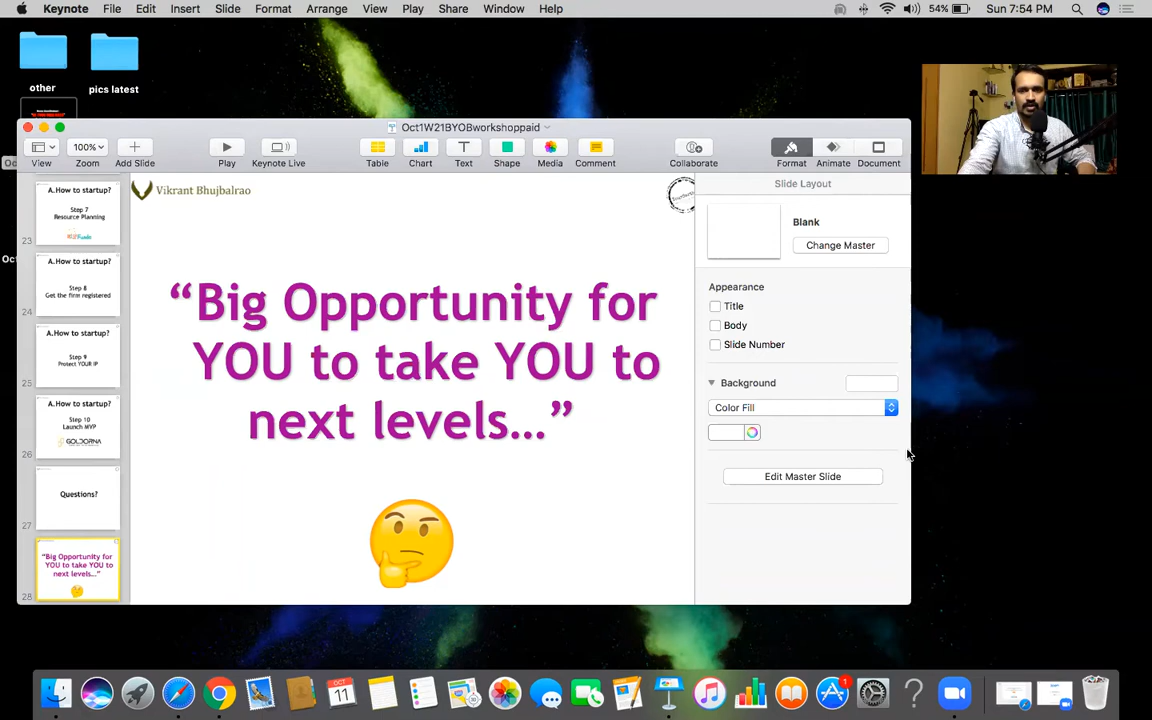 Keynote File Edit Insert Slide Format Arrange View Play Share Window Help 54% Sun 7:54 PM
other
pics latest
Oct1W21BYOBworkshoppaid
100%
View Zoom Add Slide Play Keynote Live Table Chart Text Shape Media Comment Collaborate Format Animate Document
A.How to startup?
Step 7
Resource Planning
23
A.How to startup?
Step 8
Get the firm registered
24
A.How to startup?
Step 9
Protect YOUR IP
25
A.How to startup?
Step 10
Launch MVP
GOLDORNA
26
Questions?
27
“Big Opportunity for
YOU to take YOU to
next levels…”
28
Vikrant Bhujbalrao
“Big Opportunity for
YOU to take YOU to
next levels…”
Slide Layout
Blank
Change Master
Appearance
Title
Body
Slide Number
Background
Color Fill
Edit Master Slide
OCT
11
1